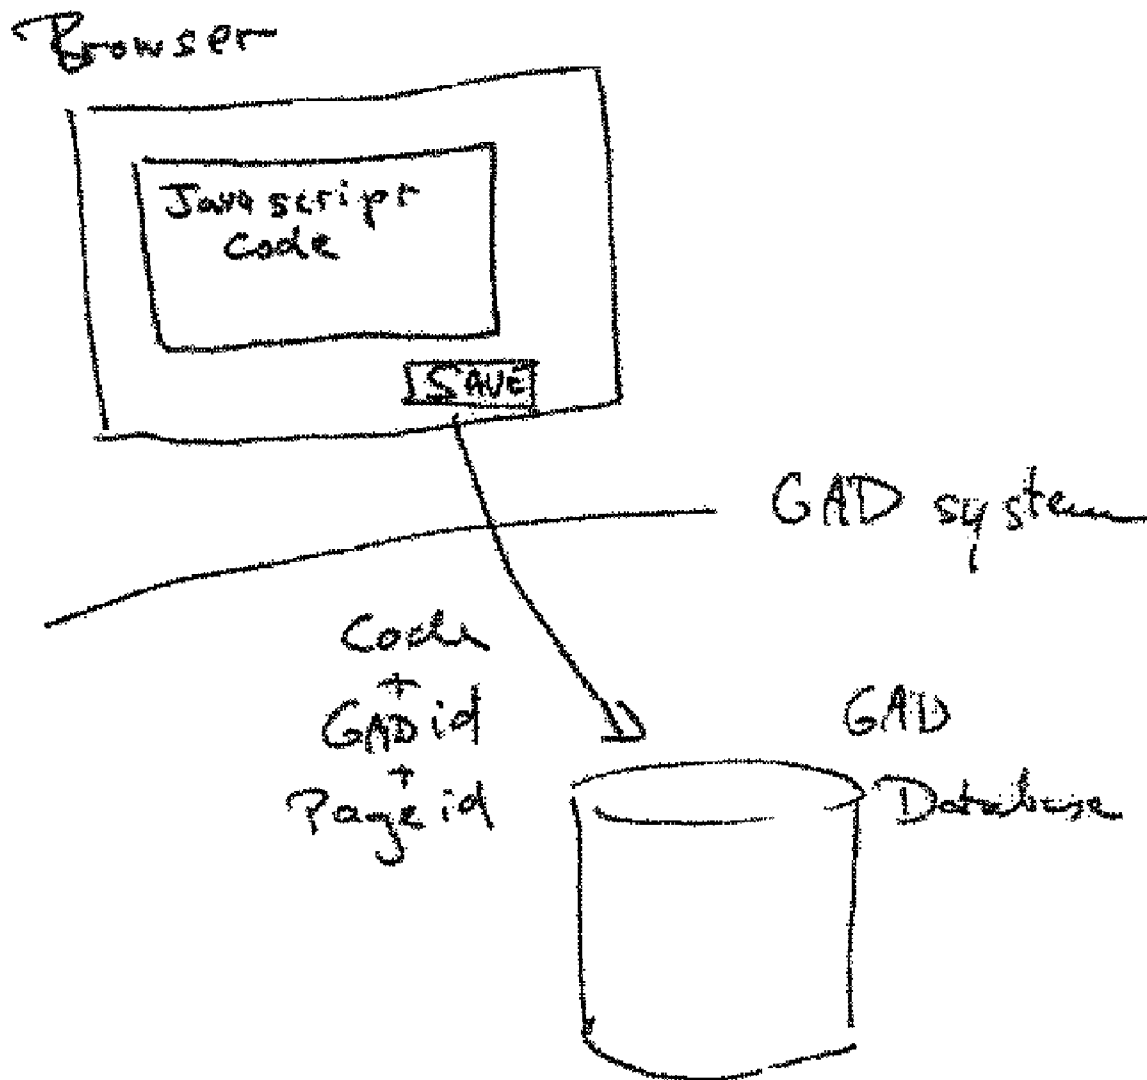 Browser
Javascript
Code
SAVE
GAD system
Code
+
GAD id
+
Page id
GAD
Database